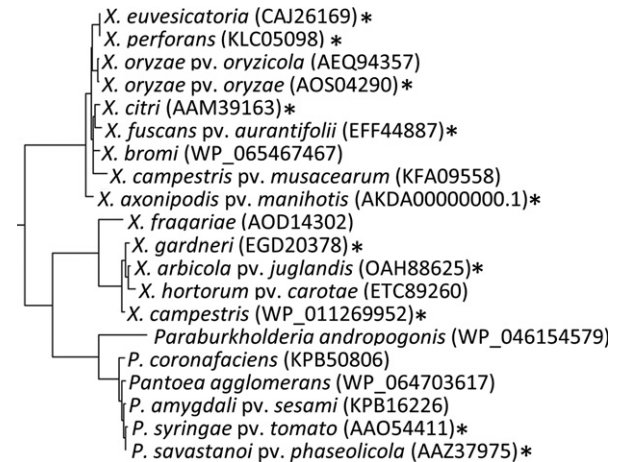 X. euvesicatoria (CAJ26169)*
X. perforans (KLC05098) *
X. oryzae pv. oryzicola (AEQ94357)
X. oryzae pv. oryzae (AOS04290)*
X. citri (AAM39163)*
X. fuscans pv. aurantifolii (EFF44887)*
X. bromi (WP_065467467)
X. campestris pv. musacearum (KFA09558)
X. axonipodis pv. manihotis (AKDA00000000.1)*
X. fragariae (AOD14302)
X. gardneri (EGD20378)*
X. arbicola pv. juglandis (OAH88625)*
X. hortorum pv. carotae (ETC89260)
X. campestris (WP_011269952)*
Paraburkholderia andropogonis (WP_046154579)
P. coronafaciens (KPB50806)
Pantoea agglomerans (WP_064703617)
P. amygdali pv. sesami (KPB16226)
P. syringae pv. tomato (AAO54411)*
P. savastanoi pv. phaseolicola (AAZ37975)*